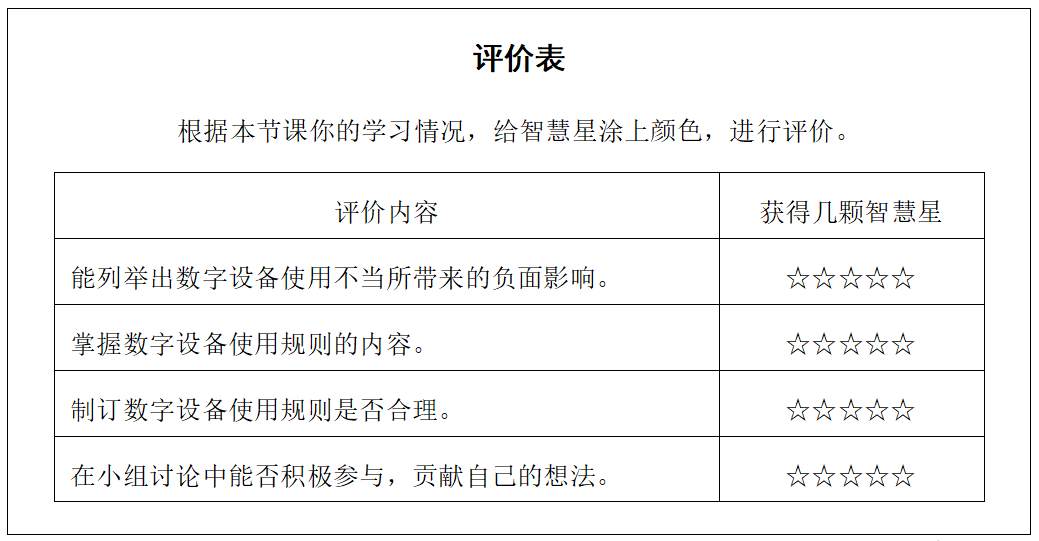 评价表
根据本节课你的学习情况，给智慧星涂上颜色，进行评价。
评价内容 获得几颗智慧星
能列举出数字设备使用不当所带来的负面影响。 ☆☆☆☆☆
掌握数字设备使用规则的内容。 ☆☆☆☆☆
制订数字设备使用规则是否合理。 ☆☆☆☆☆
在小组讨论中能否积极参与，贡献自己的想法。 ☆☆☆☆☆